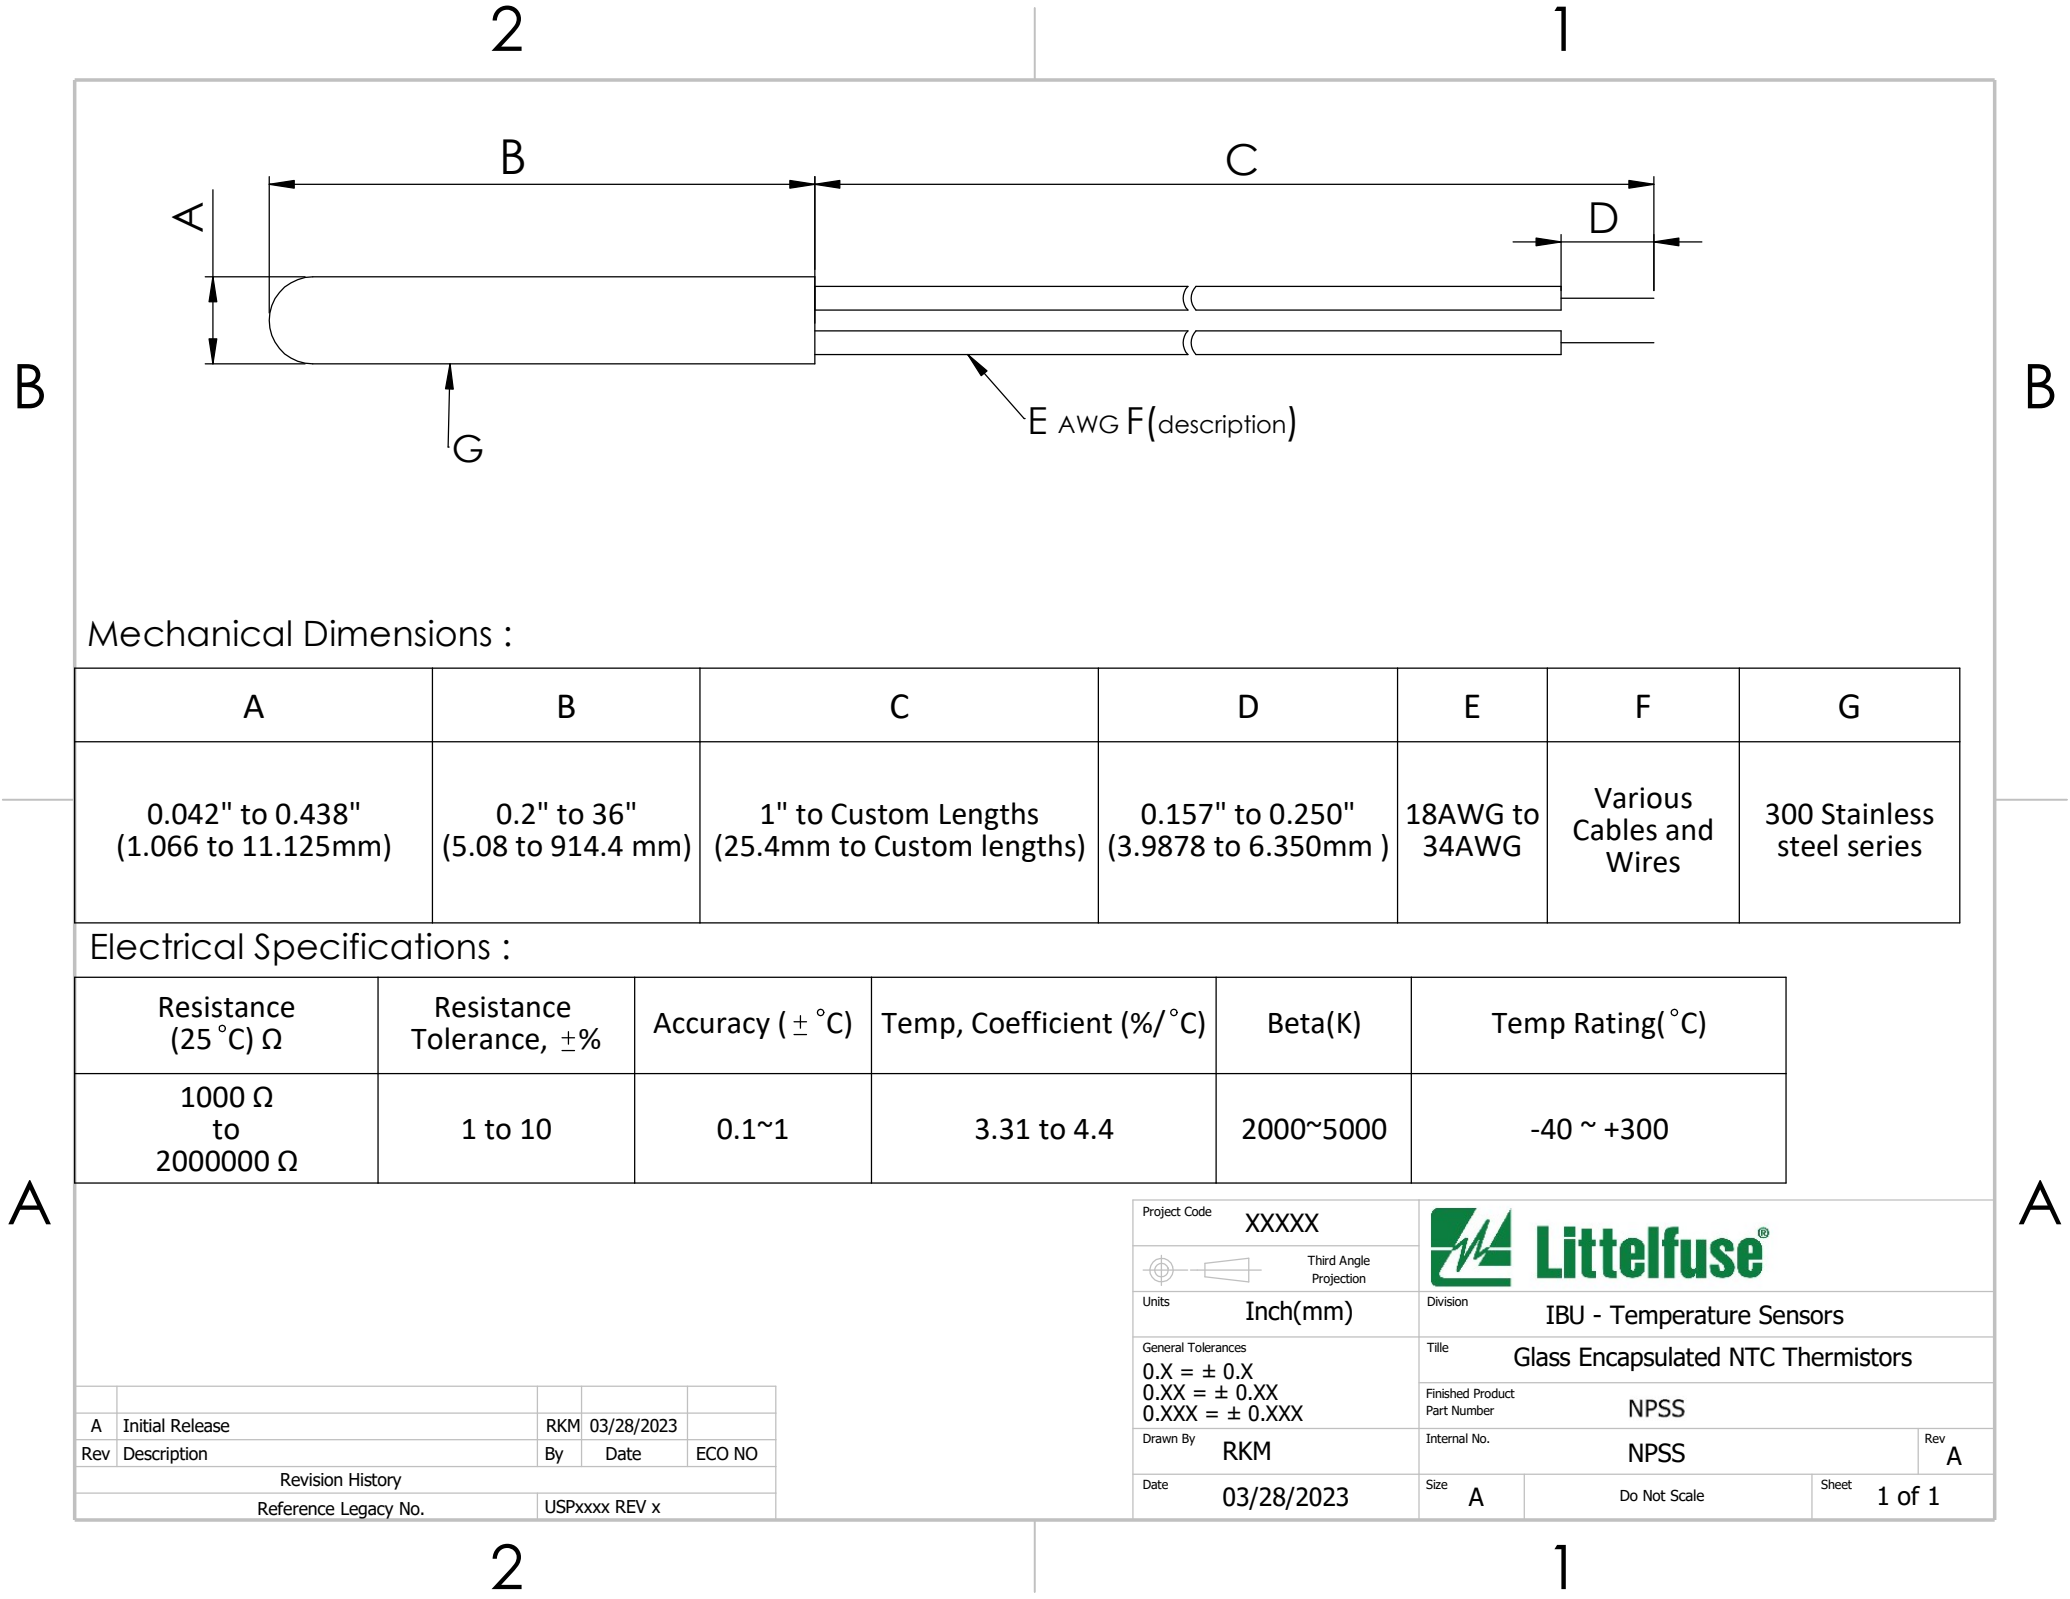 2
1
B
C
A
D
B
B
E AWG F(description)
G
Mechanical Dimensions :
A
B
C
D
E
F
G
0.042" to 0.438"
(1.066 to 11.125mm)
0.2" to 36"
(5.08 to 914.4 mm)
1" to Custom Lengths
(25.4mm to Custom lengths)
0.157" to 0.250"
(3.9878 to 6.350mm )
18AWG to
34AWG
Various
Cables and
Wires
300 Stainless
steel series
Electrical Specifications :
Resistance
(25 °C) Ω
Resistance
Tolerance, ±%
Accuracy ( ± °C)
Temp, Coefficient (%/°C)
Beta(K)
Temp Rating(°C)
1000 Ω
to
2000000 Ω
1 to 10
0.1~1
3.31 to 4.4
2000~5000
-40 ~ +300
A
A
Project Code
XXXXX
Littelfuse®
Third Angle
Projection
Units
Inch(mm)
Division
IBU - Temperature Sensors
General Tolerances
0.X = ± 0.X
0.XX = ± 0.XX
0.XXX = ± 0.XXX
Tille
Glass Encapsulated NTC Thermistors
Finished Product
Part Number
NPSS
Drawn By
RKM
Internal No.
NPSS
Rev
A
Date
03/28/2023
Size
A
Do Not Scale
Sheet
1 of 1
A
Initial Release
RKM
03/28/2023
Rev
Description
By
Date
ECO NO
Revision History
Reference Legacy No.
USPxxxx REV x
2
1